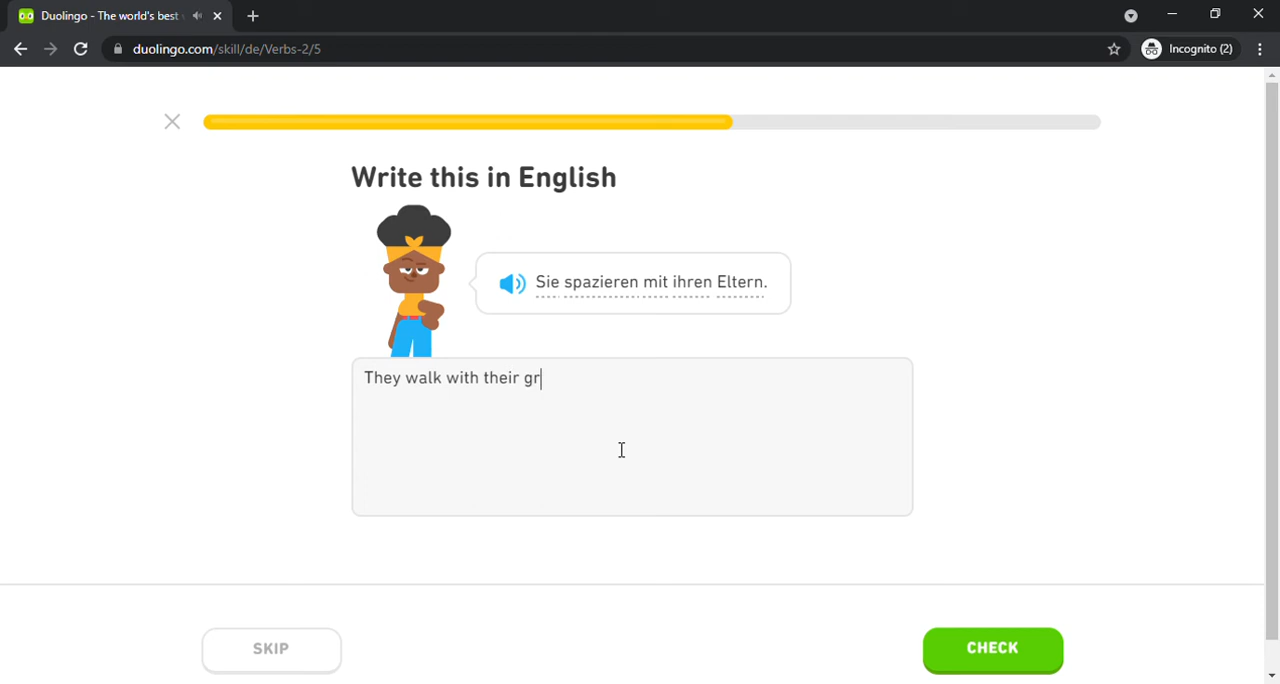 Duolingo - The world's best
duolingo.com/skill/de/Verbs-2/5
Incognito (2)
Write this in English
Sie spazieren mit ihren Eltern.
They walk with their gr
SKIP
CHECK